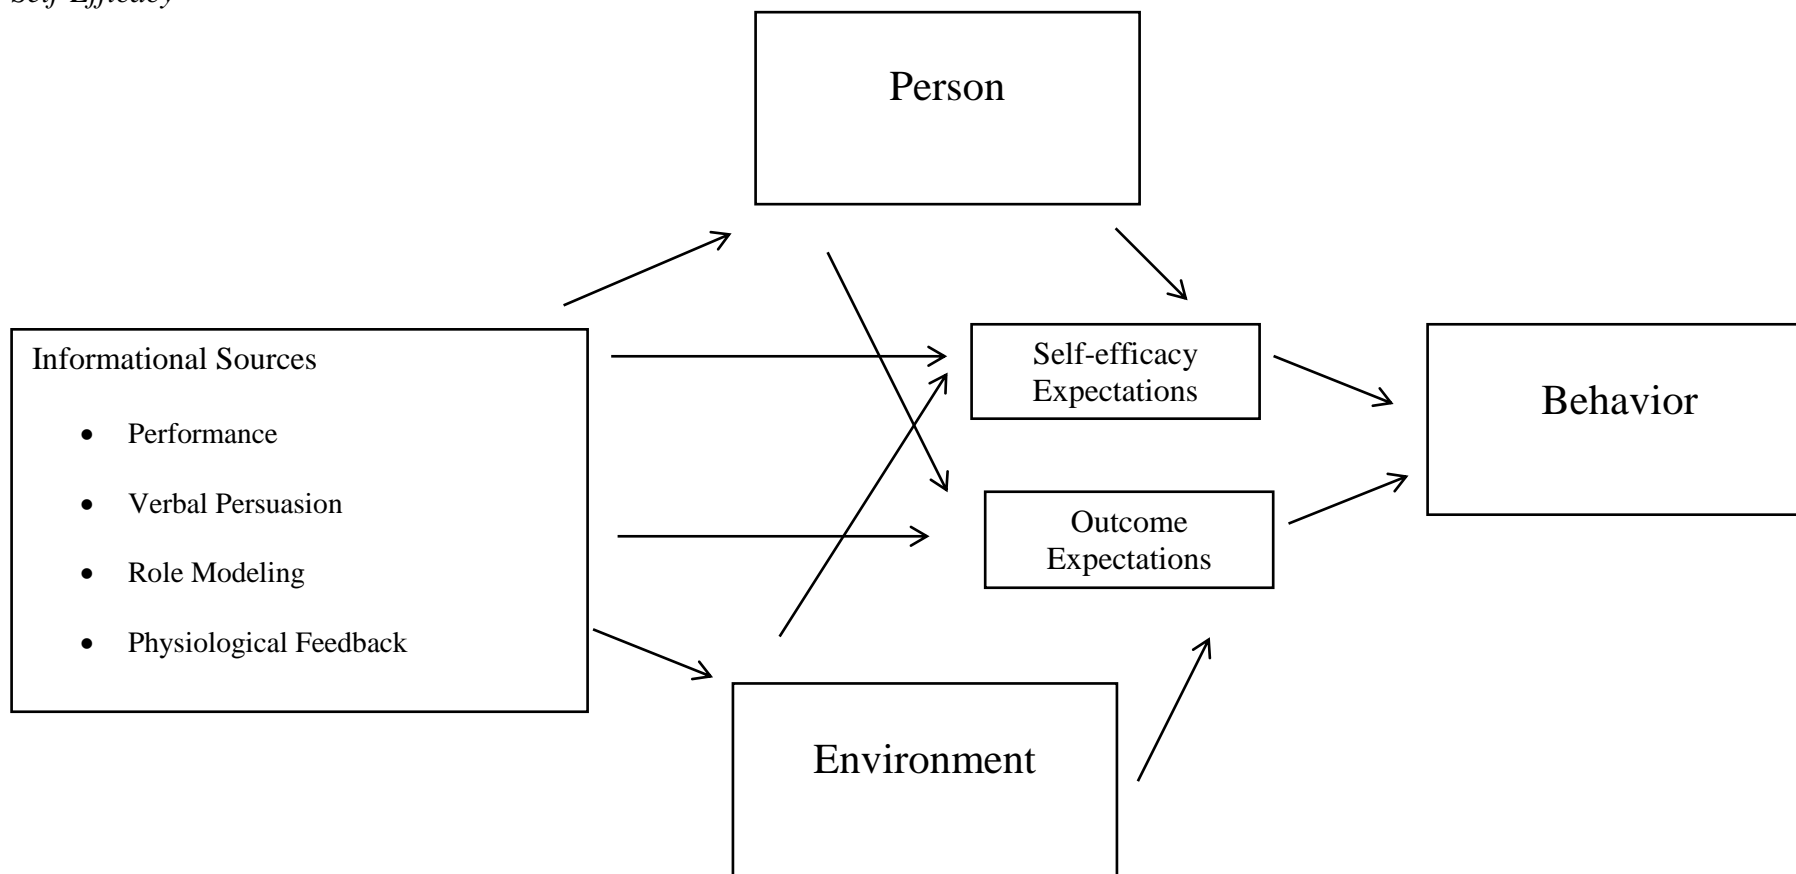 Self-Efficacy
Person
Informational Sources
• Performance
• Verbal Persuasion
• Role Modeling
• Physiological Feedback
Self-efficacy
Expectations
Outcome
Expectations
Behavior
Environment